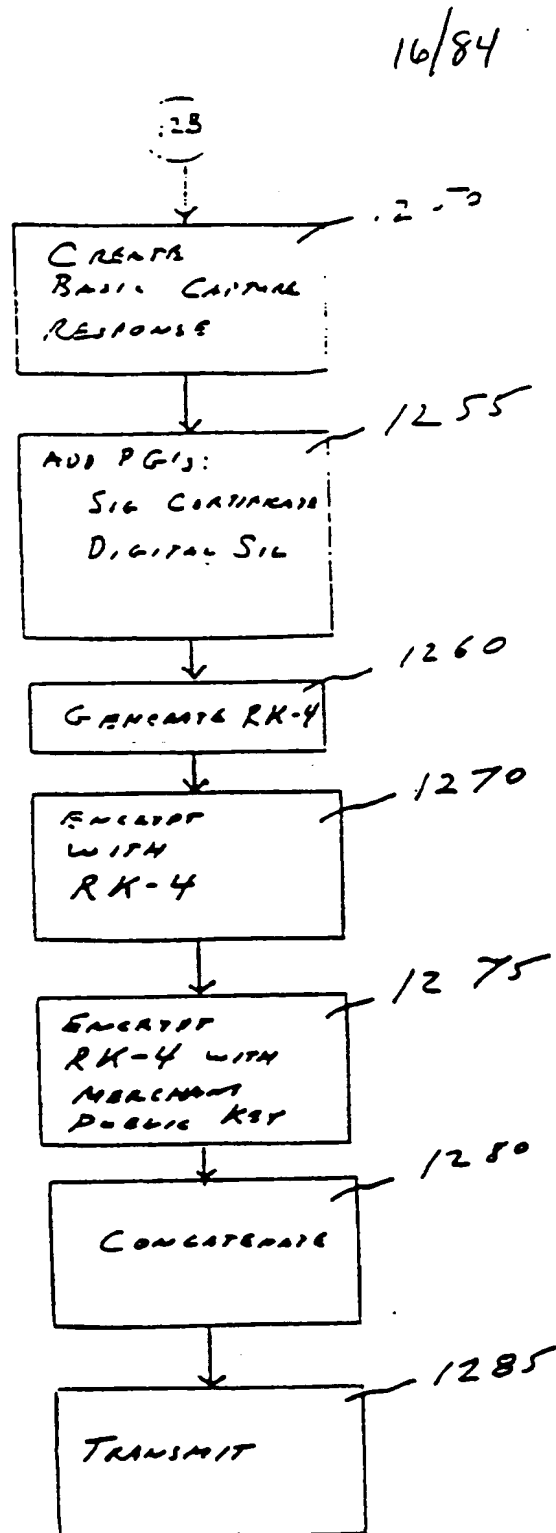 16/84
CREATE
BASIC CAPTURE
RESPONSE
1255
ADD PG'S:
SIG CERTIFICATE
DIGITAL SIG
1260
GENERATE RK-4
1270
ENCRYPT
WITH
RK-4
1275
ENCRYPT
RK-4 WITH
MERCHANT
PUBLIC KEY
1280
CONCATENATE
1285
TRANSMIT